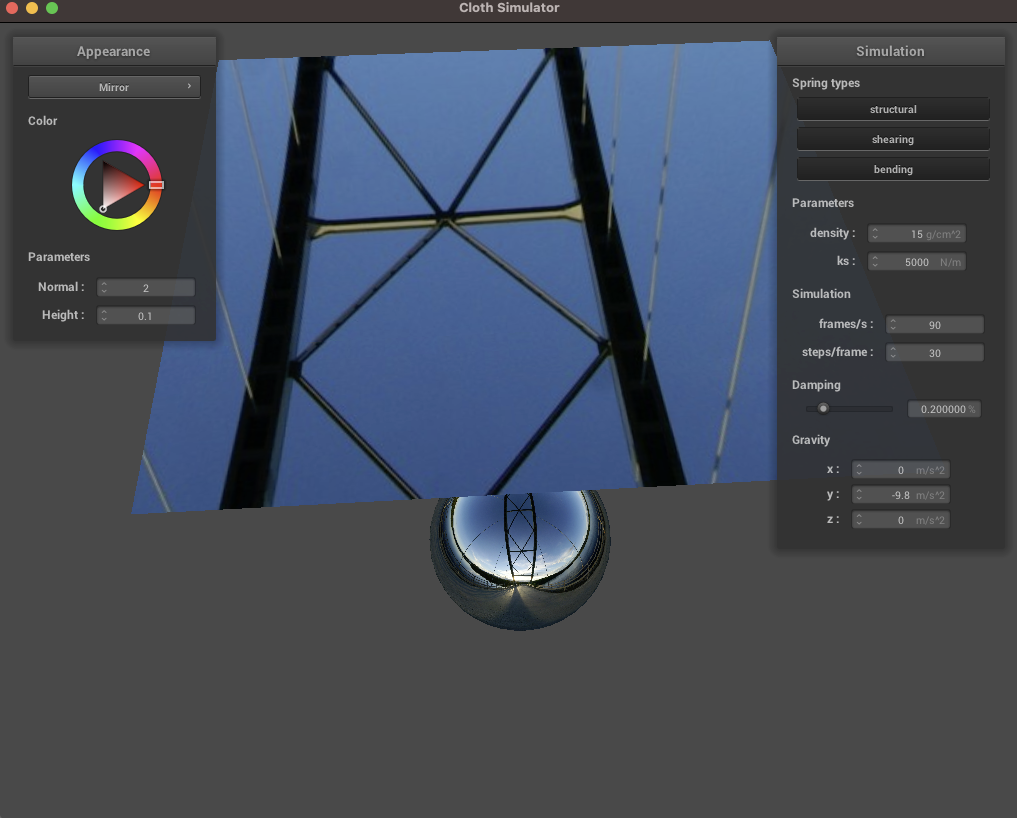 Cloth Simulator
Appearance
Mirror
Color
Parameters
Normal : 2
Height : 0.1
Simulation
Spring types
structural
shearing
bending
Parameters
density : 15 g/cm^2
ks : 5000 N/m
Simulation
frames/s : 90
steps/frame : 30
Damping
0.200000 %
Gravity
x : 0 m/s^2
y : -9.8 m/s^2
z : 0 m/s^2